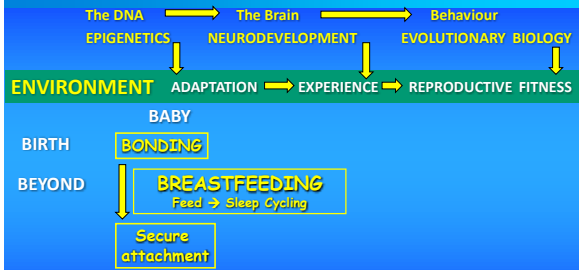 The DNA The Brain Behaviour
EPIGENETICS NEURODEVELOPMENT EVOLUTIONARY BIOLOGY
ENVIRONMENT ADAPTATION EXPERIENCE REPRODUCTIVE FITNESS
BABY
BIRTH BONDING
BEYOND BREASTFEEDING
Feed → Sleep Cycling
Secure
attachment